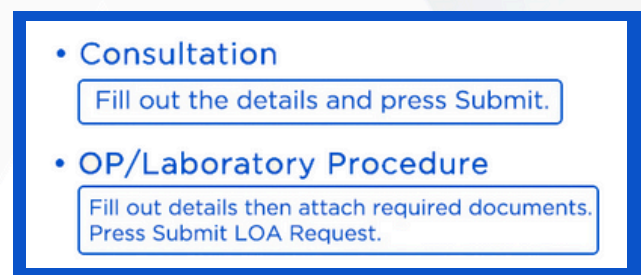 • Consultation
Fill out the details and press Submit.
• OP/Laboratory Procedure
Fill out details then attach required documents.
Press Submit LOA Request.